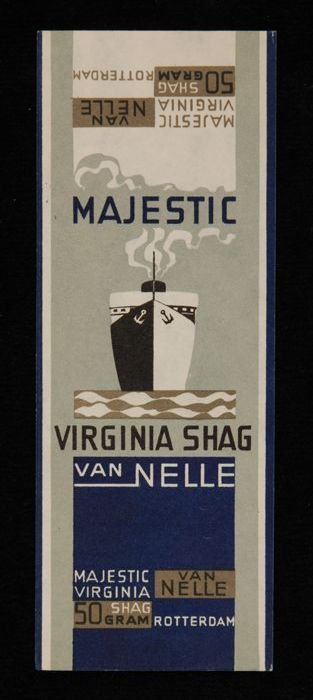 MAJESTIC VAN
VIRGINIA NELLE
50 SHAG
GRAM ROTTERDAM
MAJESTIC
VIRGINIA SHAG
VAN NELLE
MAJESTIC VAN
VIRGINIA NELLE
50 SHAG
GRAM ROTTERDAM